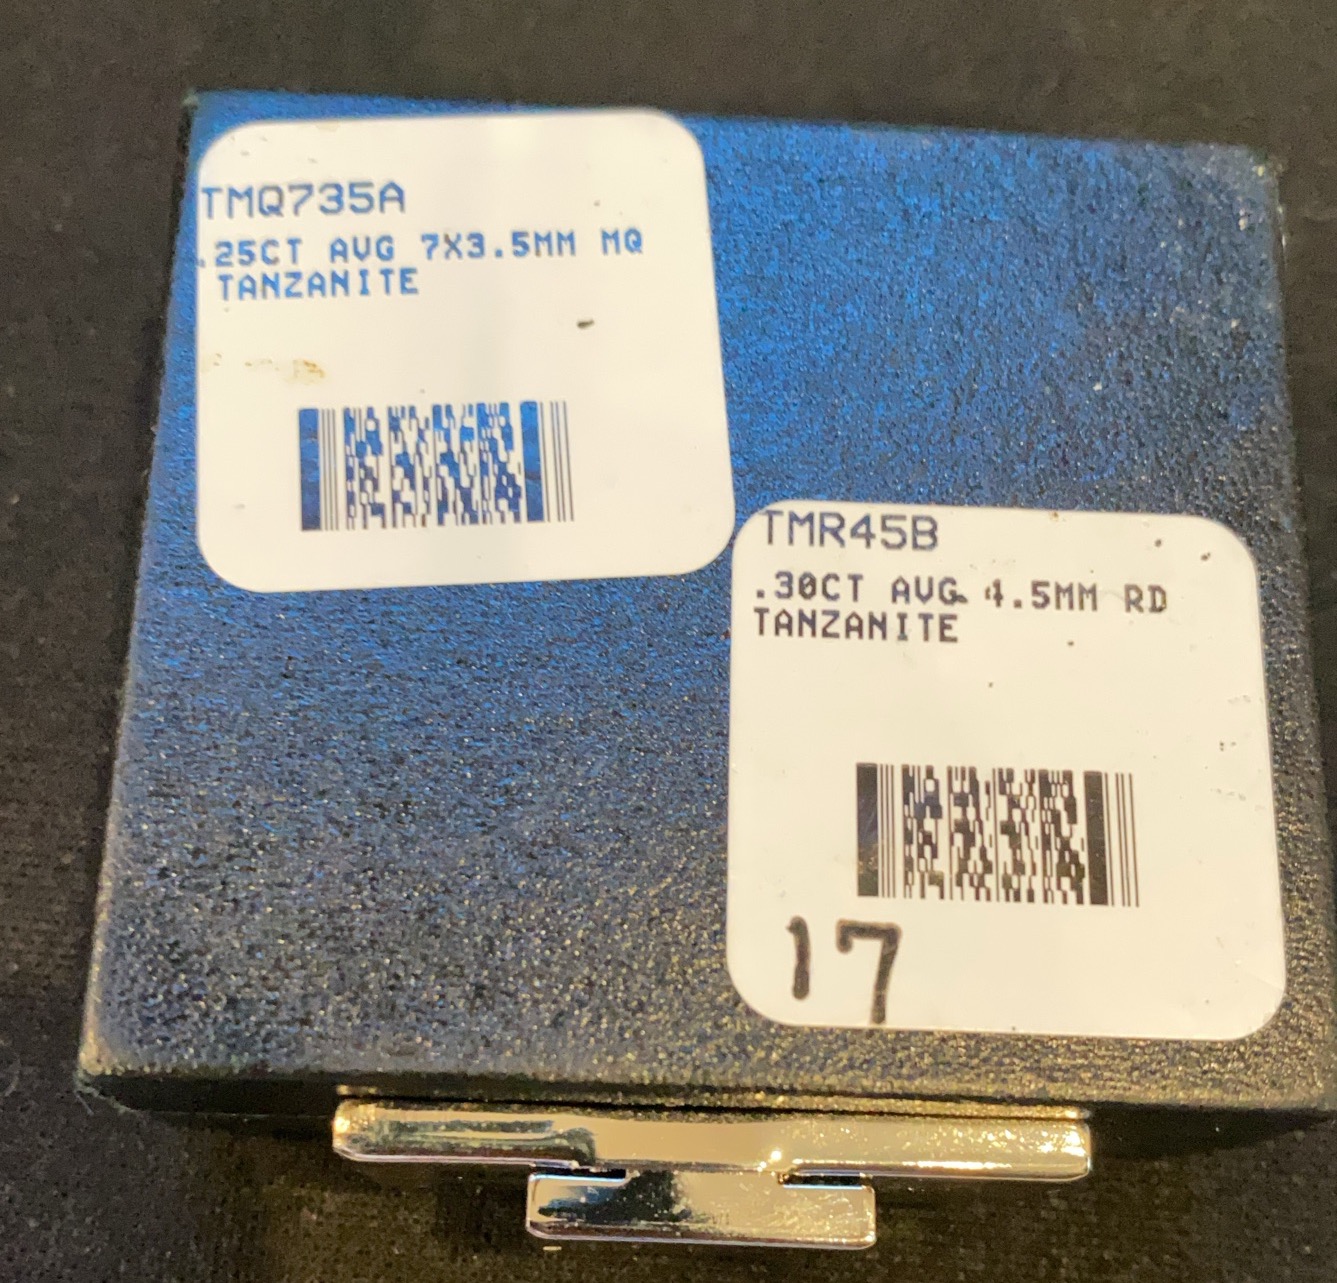 TMQ735A
.25CT AVG 7X3.5MM MQ
TANZANITE
TMR45B
.30CT AVG 4.5MM RD
TANZANITE
17